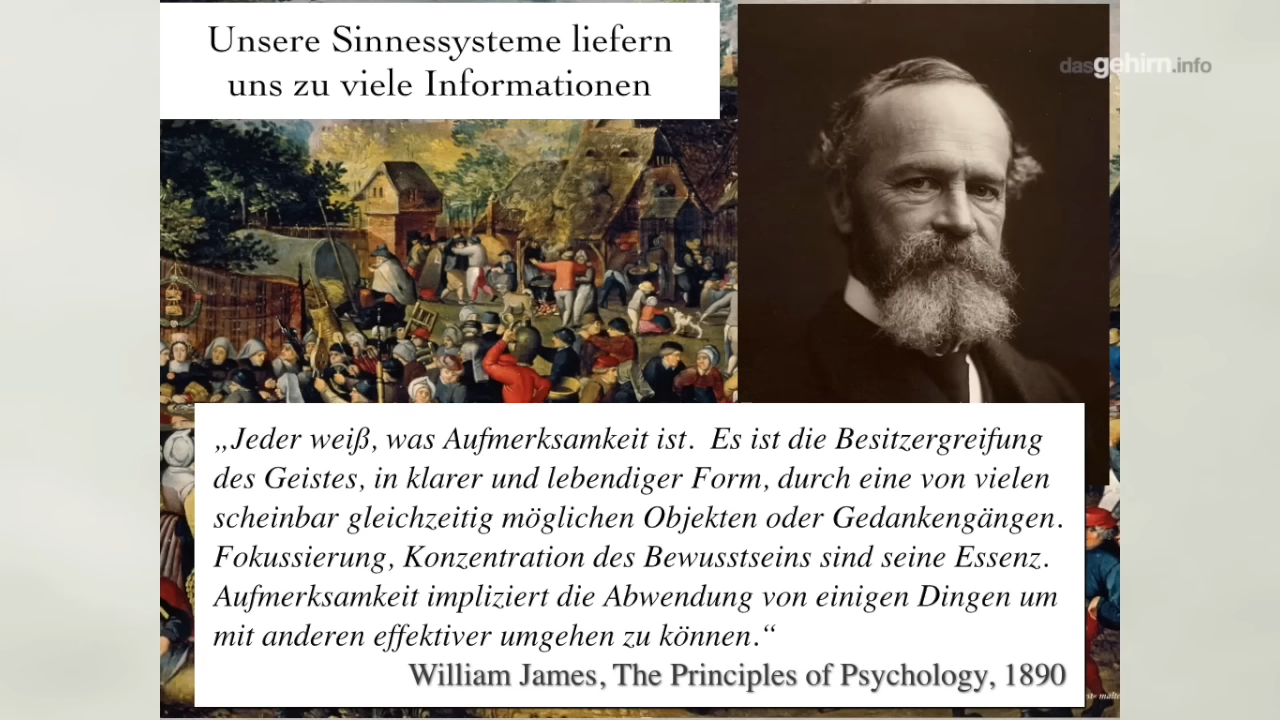 Unsere Sinnessysteme liefern
uns zu viele Informationen
dasgehirn.info
„Jeder weiß, was Aufmerksamkeit ist. Es ist die Besitzergreifung
des Geistes, in klarer und lebendiger Form, durch eine von vielen
scheinbar gleichzeitig möglichen Objekten oder Gedankengängen.
Fokussierung, Konzentration des Bewusstseins sind seine Essenz.
Aufmerksamkeit impliziert die Abwendung von einigen Dingen um
mit anderen effektiver umgehen zu können.“
William James, The Principles of Psychology, 1890